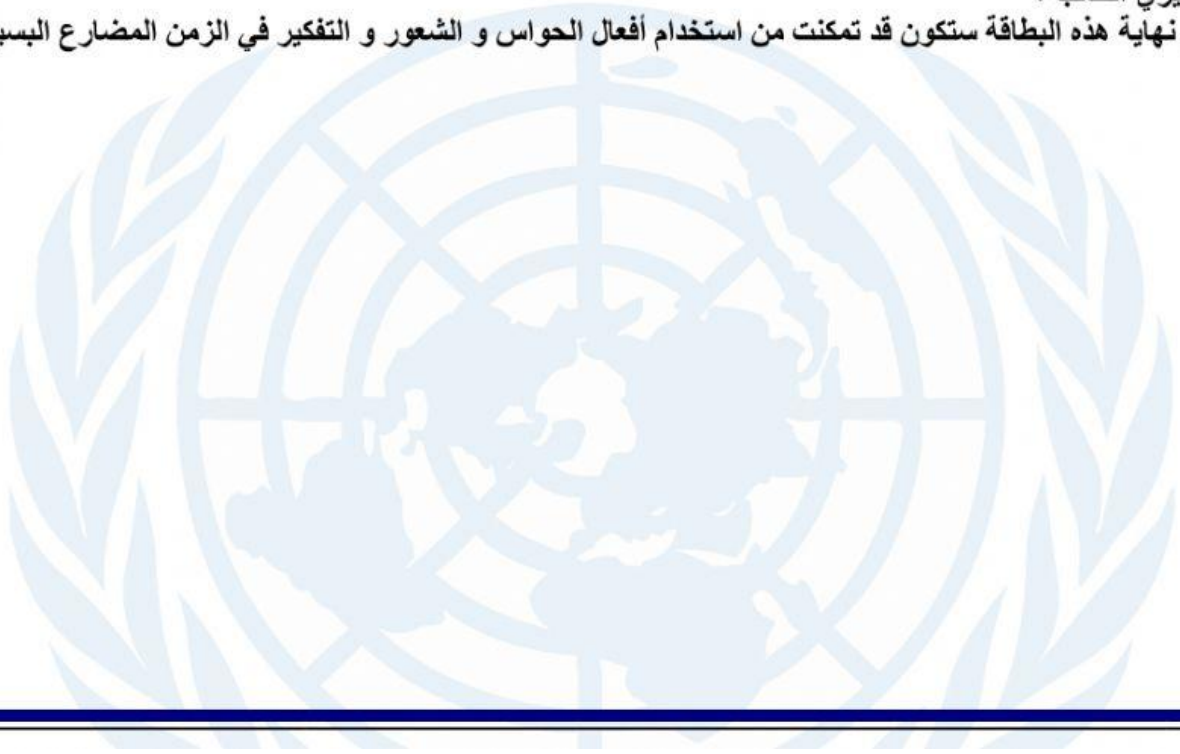 نهاية هذه البطاقة ستكون قد تمكنت من استخدام أفعال الحواس و الشعور و التفكير في الزمن المضارع